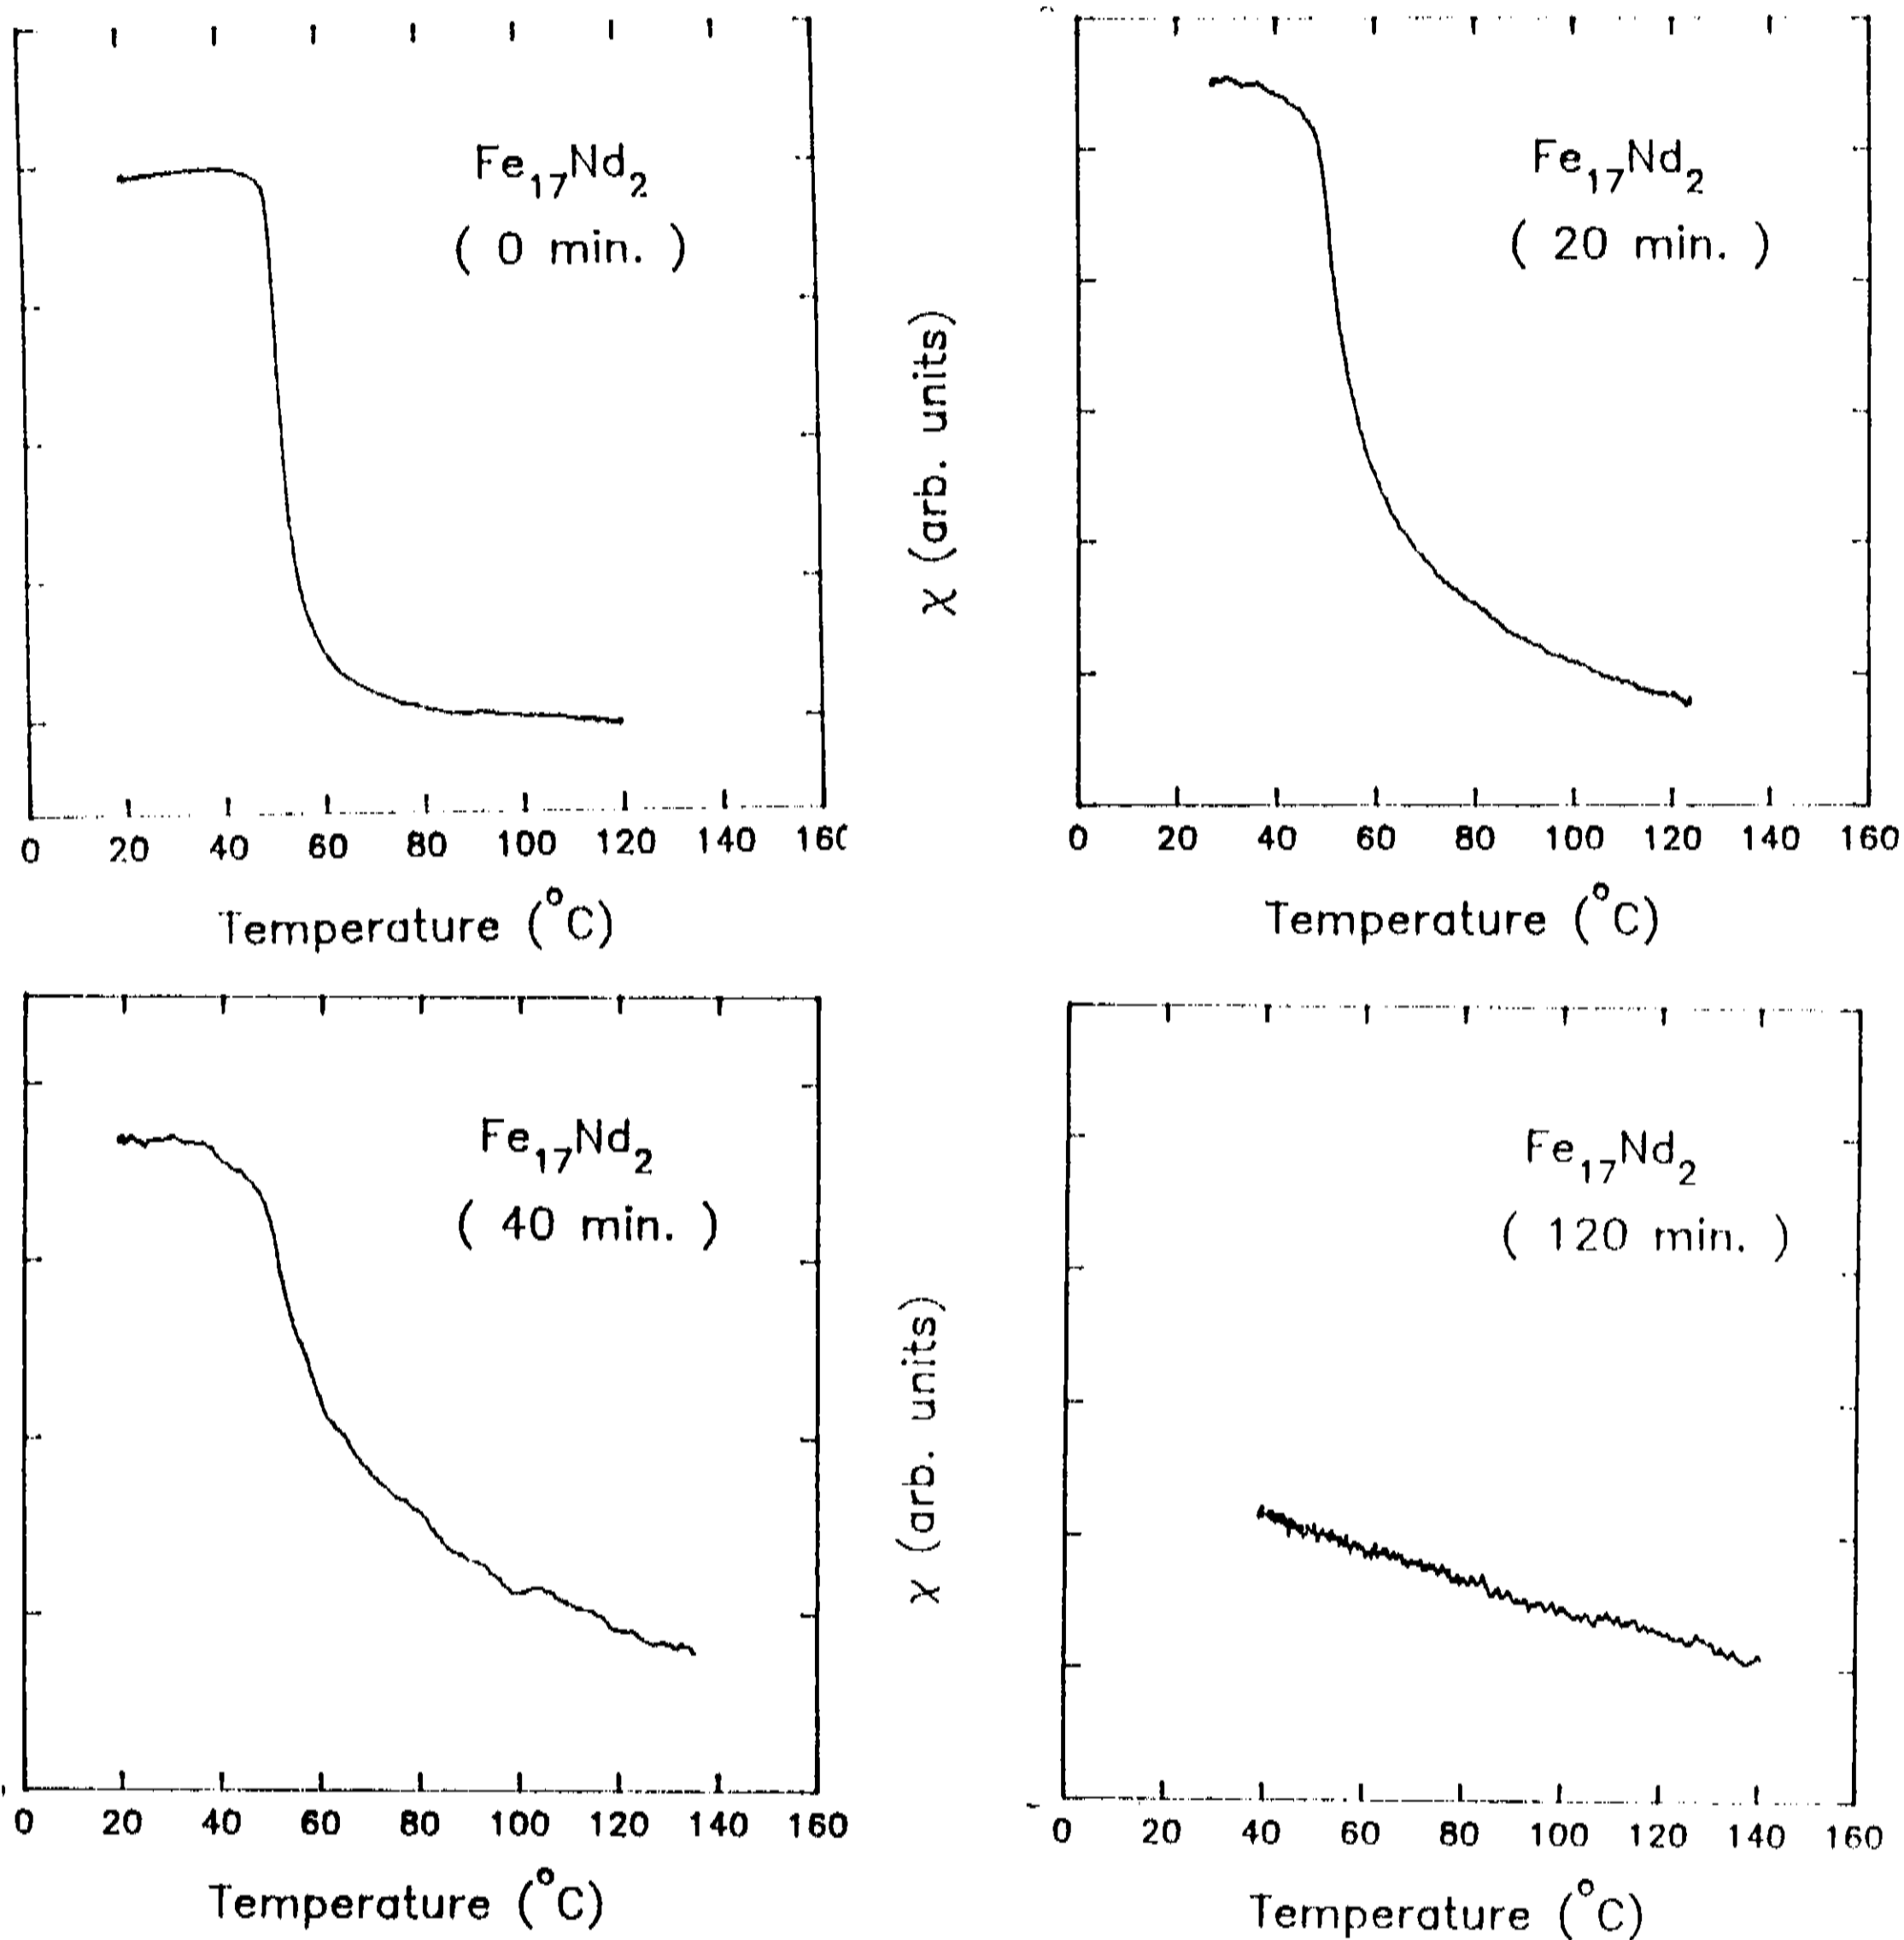 Fe17Nd2
( 0 min. )
0 20 40 60 80 100 120 140 160
Temperature (°C)
χ (arb. units)
Fe17Nd2
( 20 min. )
0 20 40 60 80 100 120 140 160
Temperature (°C)
Fe17Nd2
( 40 min. )
0 20 40 60 80 100 120 140 160
Temperature (°C)
χ (arb. units)
Fe17Nd2
( 120 min. )
0 20 40 60 80 100 120 140 160
Temperature (°C)